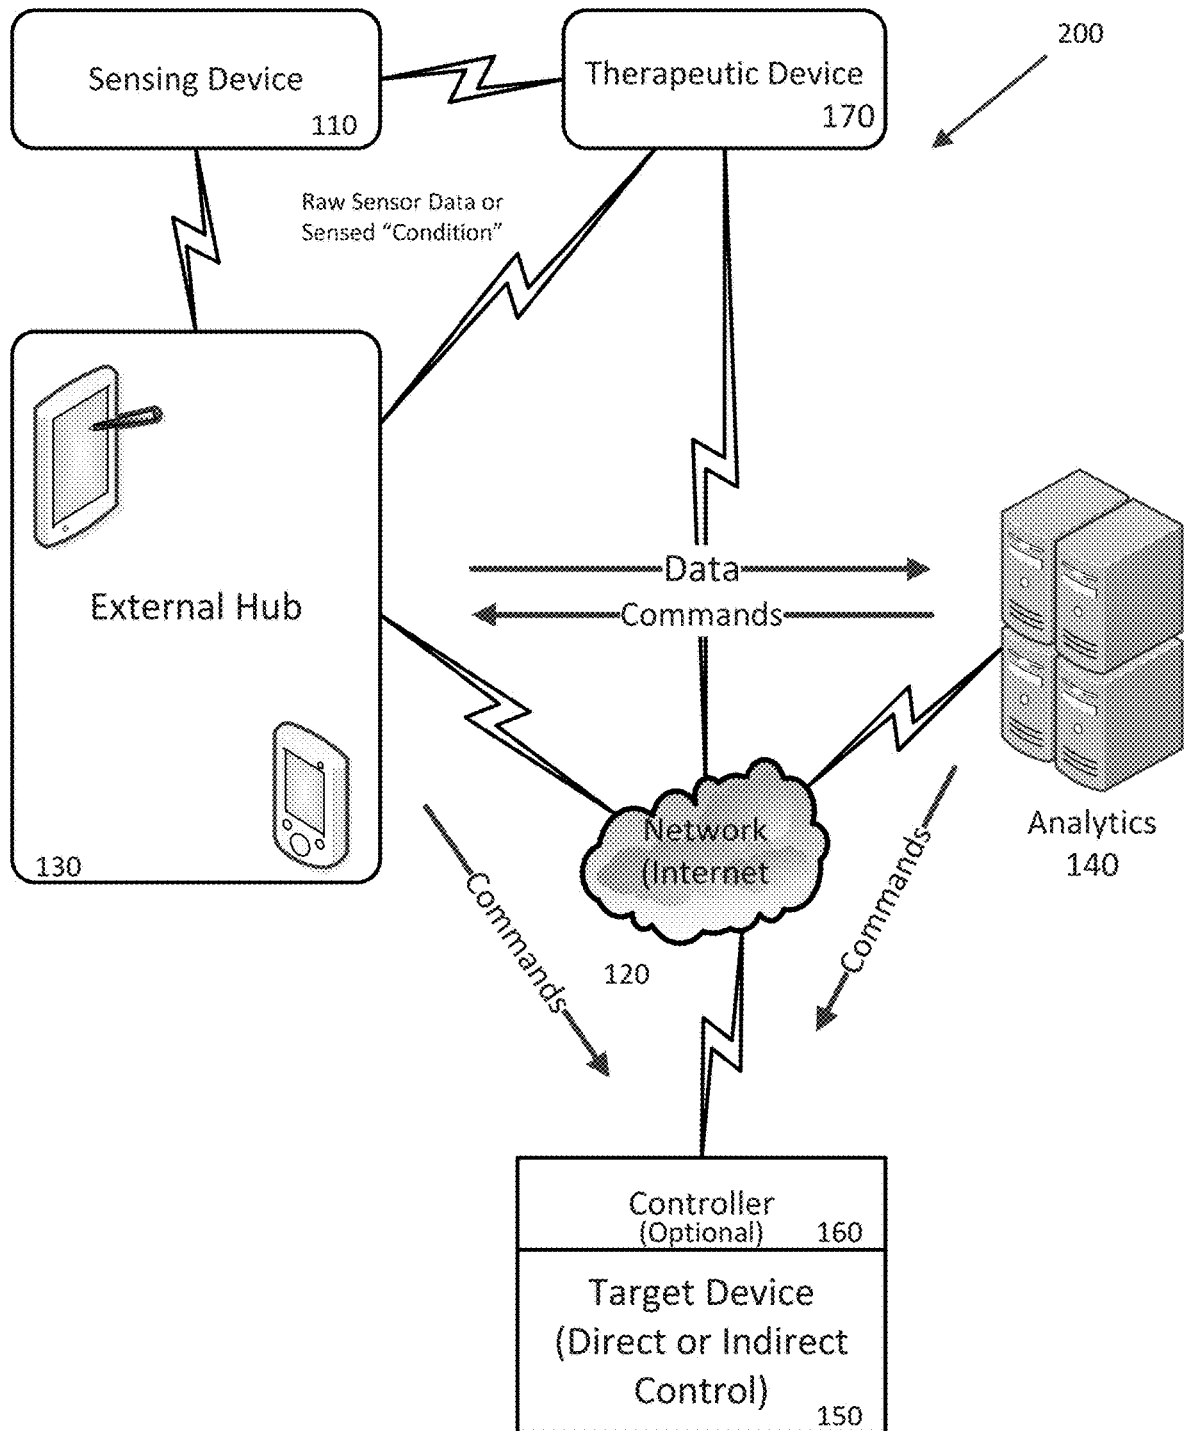 200
Sensing Device
110
Therapeutic Device
170
Raw Sensor Data or
Sensed “Condition”
External Hub
130
Data
Commands
Analytics
140
Network
(Internet
120
Commands
Commands
Controller
(Optional)
160
Target Device
(Direct or Indirect
Control)
150